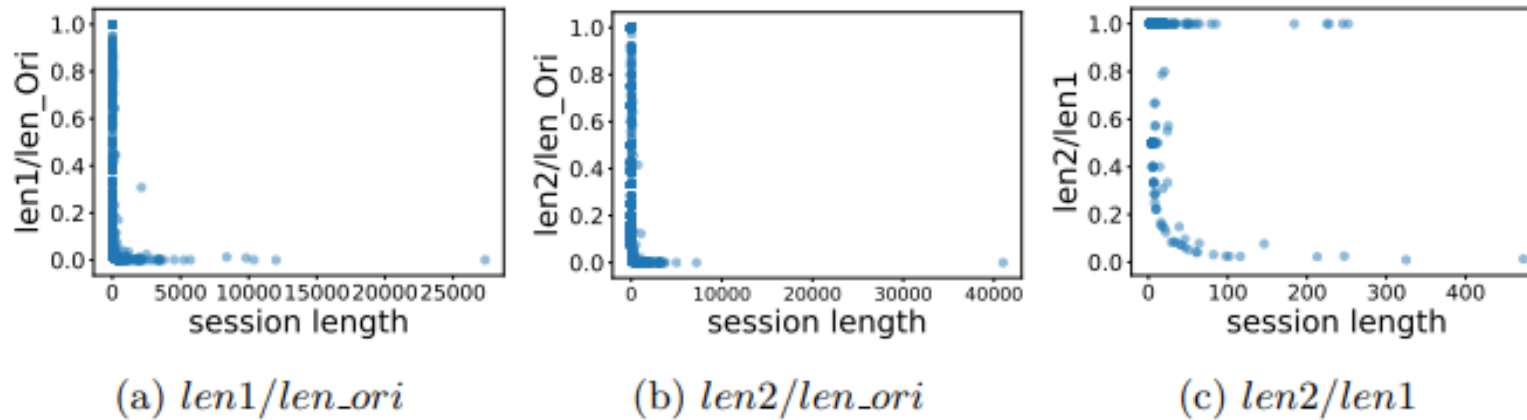 len1/len_Ori
1.0
0.8
0.6
0.4
0.2
0.0
0 5000 10000 15000 20000 25000
session length
(a) len1/len_ori
len2/len_Ori
1.0
0.8
0.6
0.4
0.2
0.0
0 10000 20000 30000 40000
session length
(b) len2/len_ori
len2/len1
1.0
0.8
0.6
0.4
0.2
0.0
0 100 200 300 400
session length
(c) len2/len1